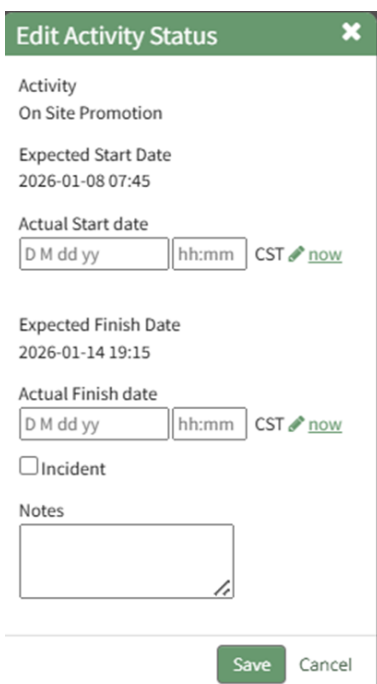 Edit Activity Status
Activity
On Site Promotion
Expected Start Date
2026-01-08 07:45
Actual Start date
D M dd yy hh:mm CST now
Expected Finish Date
2026-01-14 19:15
Actual Finish date
D M dd yy hh:mm CST now
Incident
Notes
Save Cancel